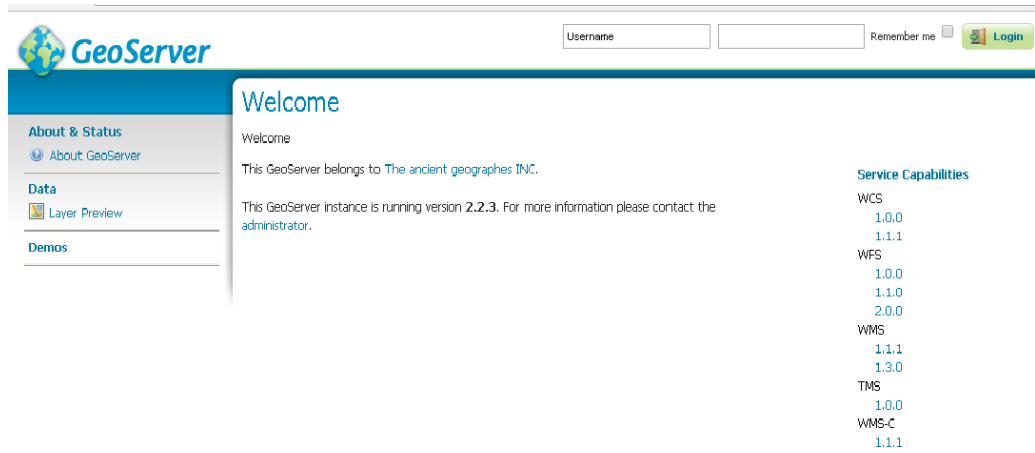 GeoServer
Username
Remember me
Login
About & Status
About GeoServer
Data
Layer Preview
Demos
Welcome
Welcome
This GeoServer belongs to The ancient geographes INC.
This GeoServer instance is running version 2.2.3. For more information please contact the
administrator.
Service Capabilities
WCS
1.0.0
1.1.1
WFS
1.0.0
1.1.0
2.0.0
WMS
1.1.1
1.3.0
TMS
1.0.0
WMS-C
1.1.1